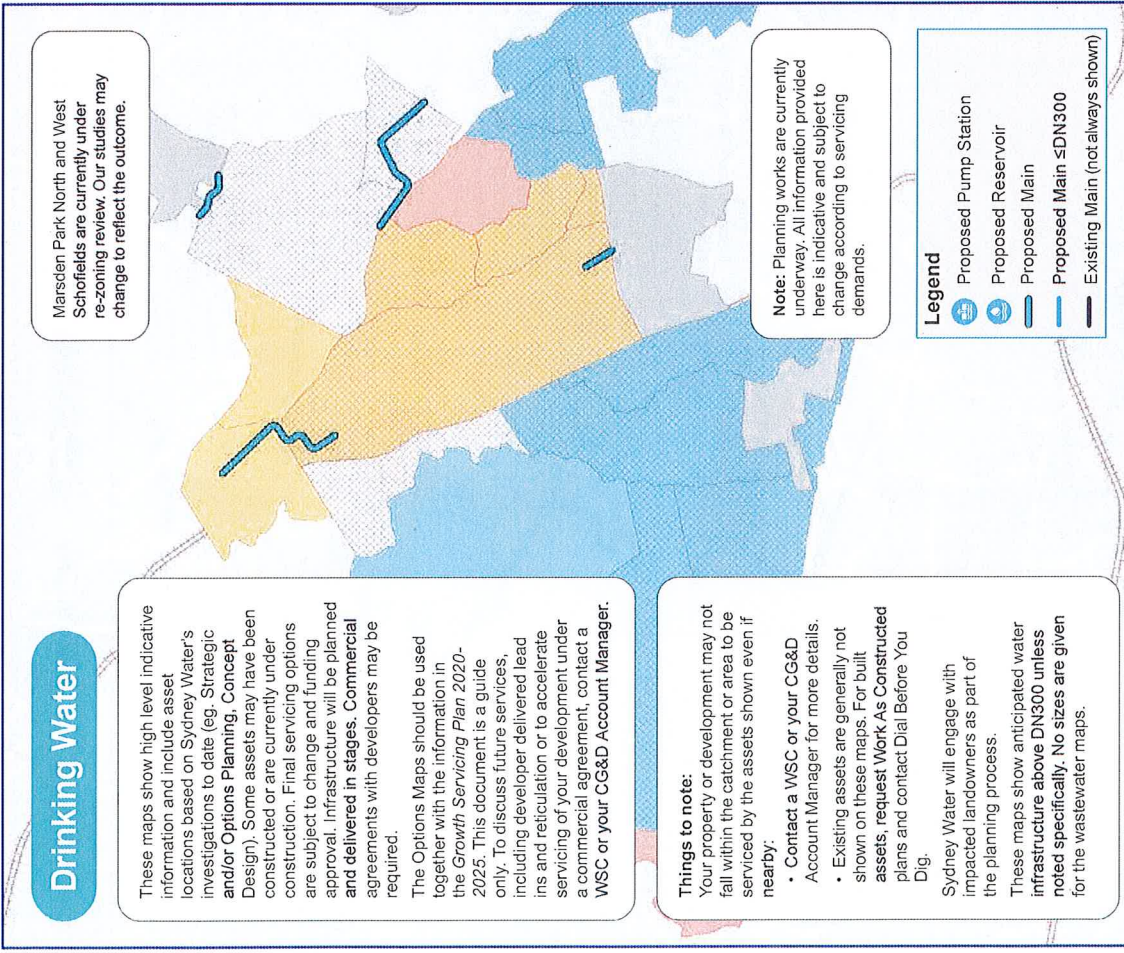 Drinking Water
These maps show high level indicative
information and include asset
locations based on Sydney Water's
investigations to date (eg. Strategic
and/or Options Planning, Concept
Design). Some assets may have been
constructed or are currently under
construction. Final servicing options
are subject to change and funding
approval. Infrastructure will be planned
and delivered in stages. Commercial
agreements with developers may be
required.
The Options Maps should be used
together with the information in
the Growth Servicing Plan 2020-
2025. This document is a guide
only. To discuss future services,
including developer delivered lead
ins and reticulation or to accelerate
servicing of your development under
a commercial agreement, contact a
WSC or your CG&D Account Manager.
Things to note:
Your property or development may not
fall within the catchment or area to be
serviced by the assets shown even if
nearby:
• Contact a WSC or your CG&D
Account Manager for more details.
• Existing assets are generally not
shown on these maps. For built
assets, request Work As Constructed
plans and contact Dial Before You
Dig.
Sydney Water will engage with
impacted landowners as part of
the planning process.
These maps show anticipated water
infrastructure above DN300 unless
noted specifically. No sizes are given
for the wastewater maps.
Marsden Park North and West
Schofields are currently under
re-zoning review. Our studies may
change to reflect the outcome.
Note: Planning works are currently
underway. All information provided
here is indicative and subject to
change according to servicing
demands.
Legend
Proposed Pump Station
Proposed Reservoir
Proposed Main
Proposed Main ≤DN300
Existing Main (not always shown)